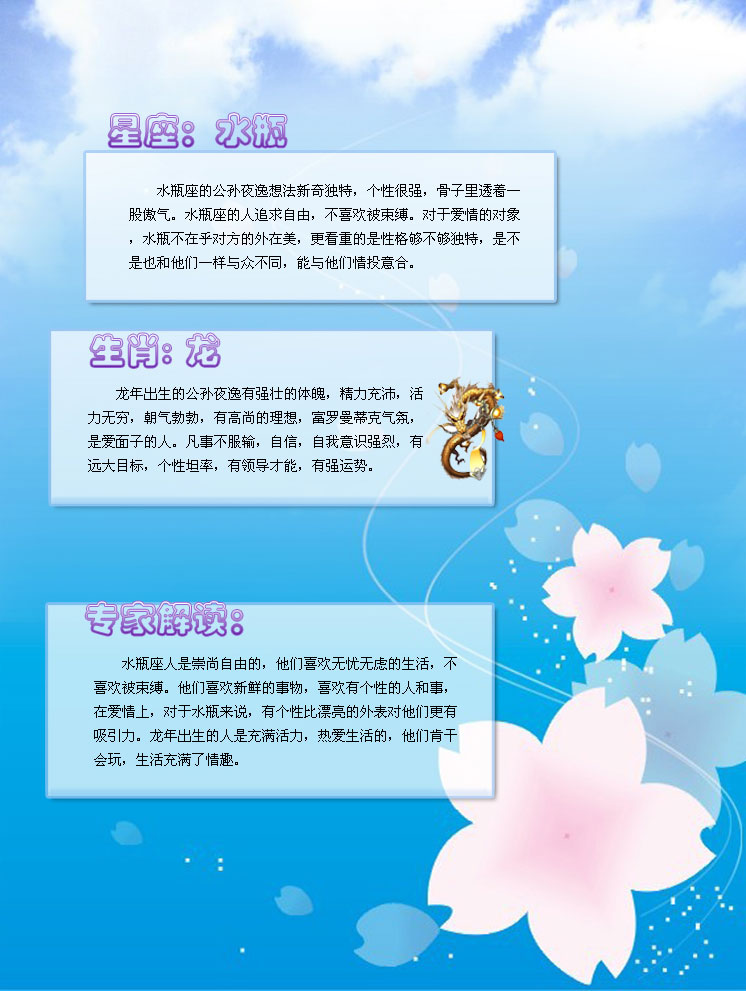 星座：水瓶
水瓶座的公孙夜逸想法新奇独特，个性很强，骨子里透着一
股傲气。水瓶座的人追求自由，不喜欢被束缚。对于爱情的对象
，水瓶不在乎对方的外在美，更看重的是性格够不够独特，是不
是也和他们一样与众不同，能与他们情投意合。
生肖：龙
龙年出生的公孙夜逸有强壮的体魄，精力充沛，活
力无穷，朝气勃勃，有高尚的理想，富罗曼蒂克气氛，
是爱面子的人。凡事不服输，自信，自我意识强烈，有
远大目标，个性坦率，有领导才能，有强运势。
专家解读：
水瓶座人是崇尚自由的，他们喜欢无忧无虑的生活，不
喜欢被束缚。他们喜欢新鲜的事物，喜欢有个性的人和事，
在爱情上，对于水瓶来说，有个性比漂亮的外表对他们更有
吸引力。龙年出生的人是充满活力，热爱生活的，他们肯干
会玩，生活充满了情趣。